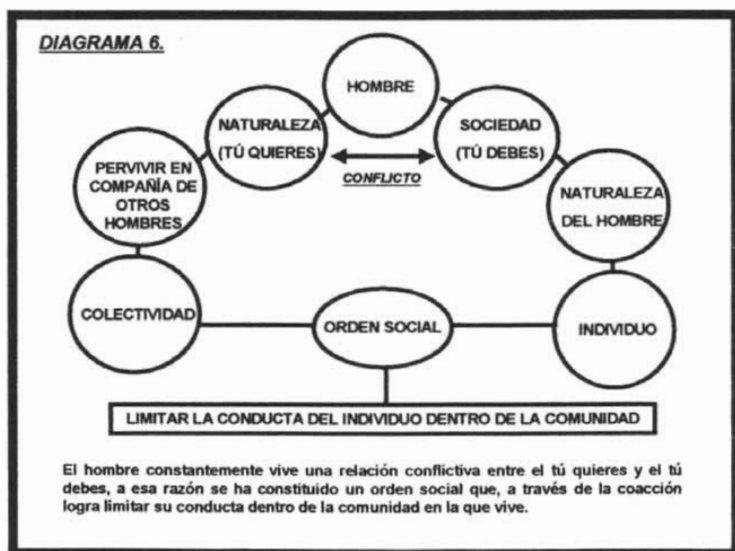 DIAGRAMA 6.
HOMBRE
NATURALEZA
(TÚ QUIERES)
SOCIEDAD
(TÚ DEBES)
CONFLICTO
PERVIVIR EN
COMPAÑÍA DE
OTROS
HOMBRES
NATURALEZA
DEL HOMBRE
COLECTIVIDAD
ORDEN SOCIAL
INDIVIDUO
LIMITAR LA CONDUCTA DEL INDIVIDUO DENTRO DE LA COMUNIDAD
El hombre constantemente vive una relación conflictiva entre el tú quieres y el tú
debes, a esa razón se ha constituido un orden social que, a través de la coacción
logra limitar su conducta dentro de la comunidad en la que vive.